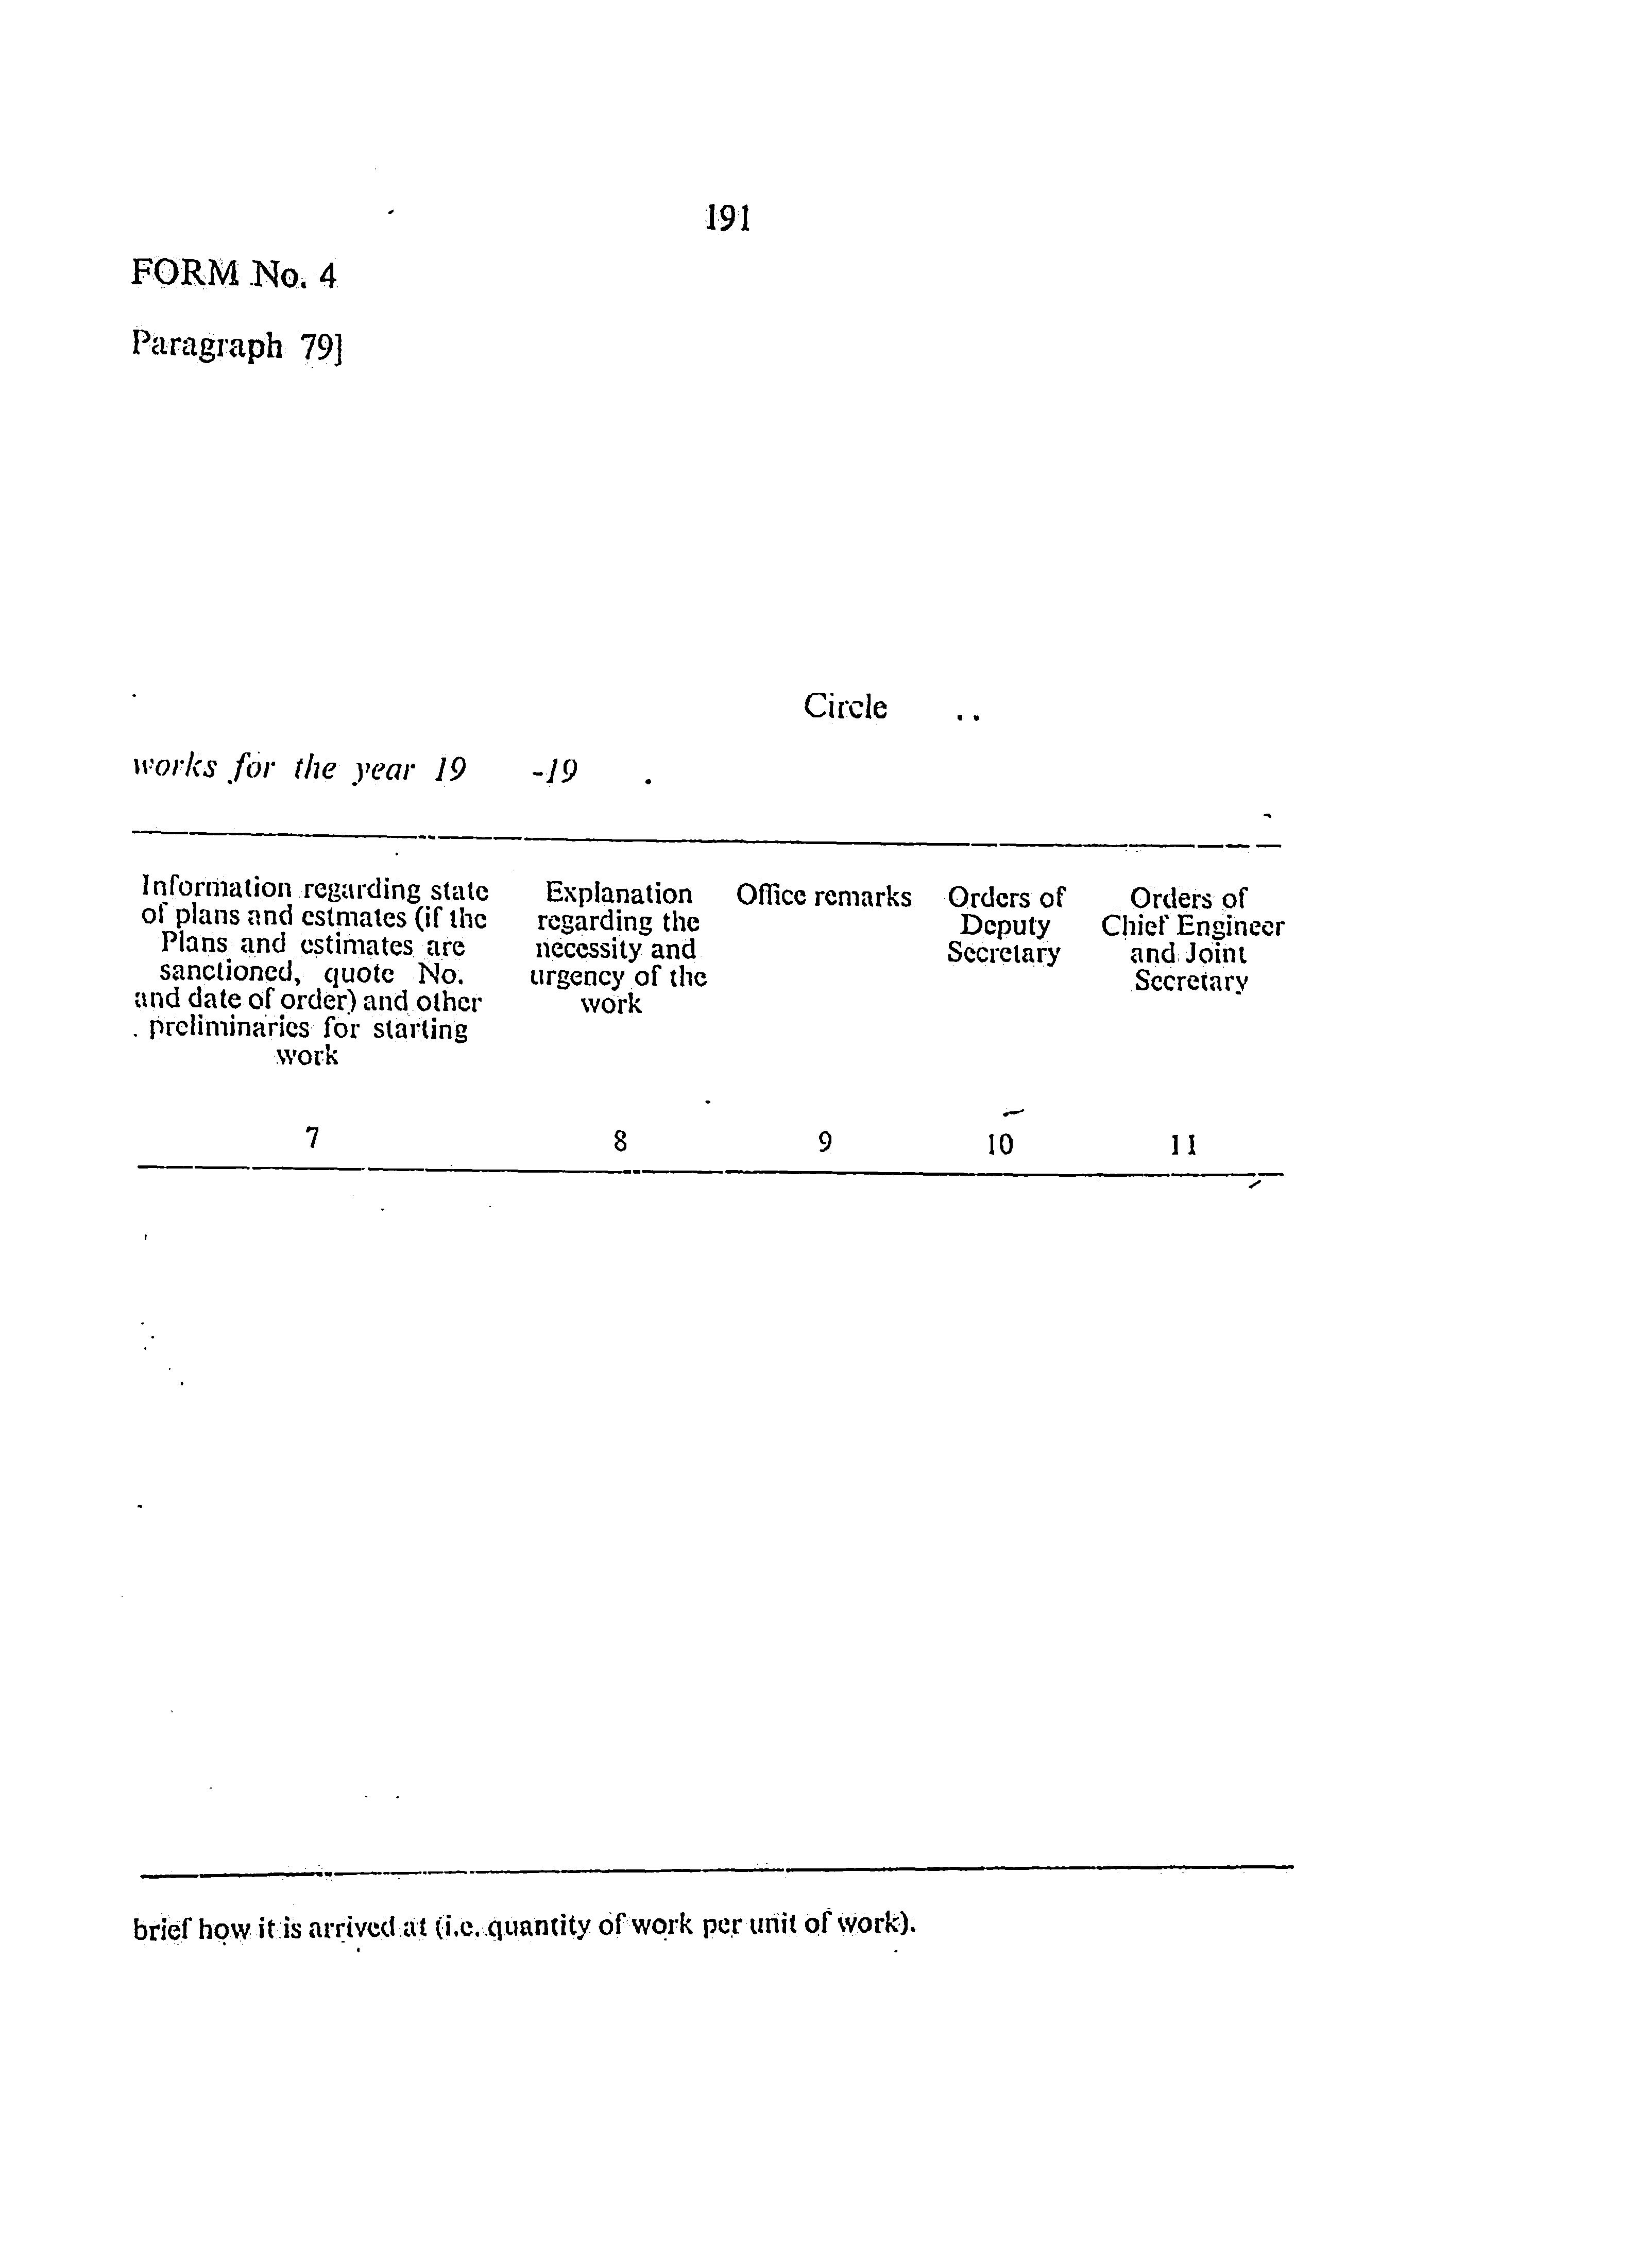 191
FORM No. 4
Paragraph 79]
Circle ..
works for the year 19 -19 .
Information regarding state
of plans and estmates (if the
Plans and estimates are
sanctioned, quote No.
and date of order) and other
preliminaries for starting
work
Explanation
regarding the
necessity and
urgency of the
work
Office remarks
Orders of
Deputy
Secretary
Orders of
Chief Engineer
and Joint
Secretary
7 8 9 10 11
brief how it is arrived at (i.e. quantity of work per unit of work).